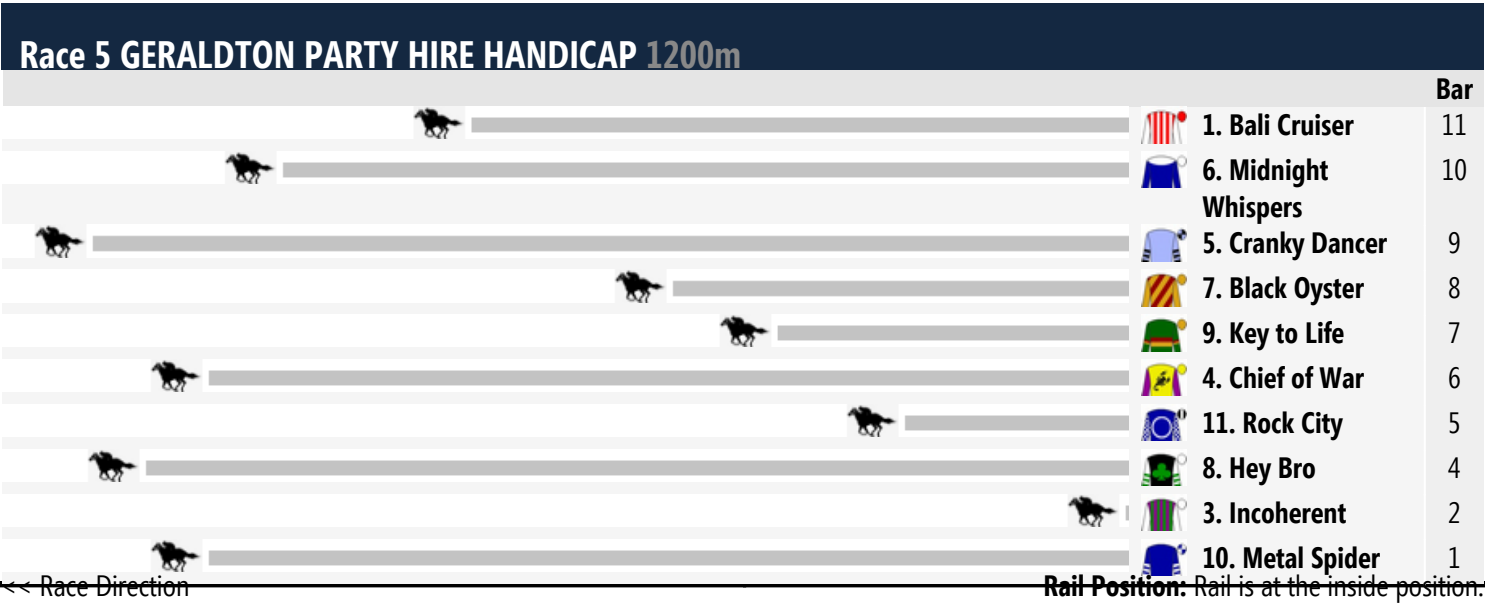 Race 5 GERALDTON PARTY HIRE HANDICAP 1200m
Bar
1. Bali Cruiser 11
6. Midnight 10
Whispers
5. Cranky Dancer 9
7. Black Oyster 8
9. Key to Life 7
4. Chief of War 6
11. Rock City 5
8. Hey Bro 4
3. Incoherent 2
10. Metal Spider 1
<<< Race Direction Rail Position: Rail is at the inside position.